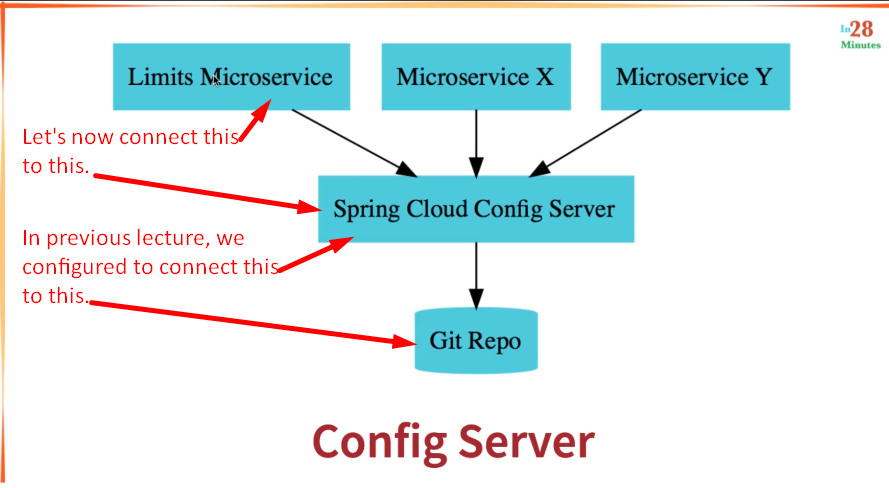 In28
Minutes
Limits Microservice
Microservice X
Microservice Y
Let's now connect this
to this.
Spring Cloud Config Server
In previous lecture, we
configured to connect this
to this.
Git Repo
Config Server